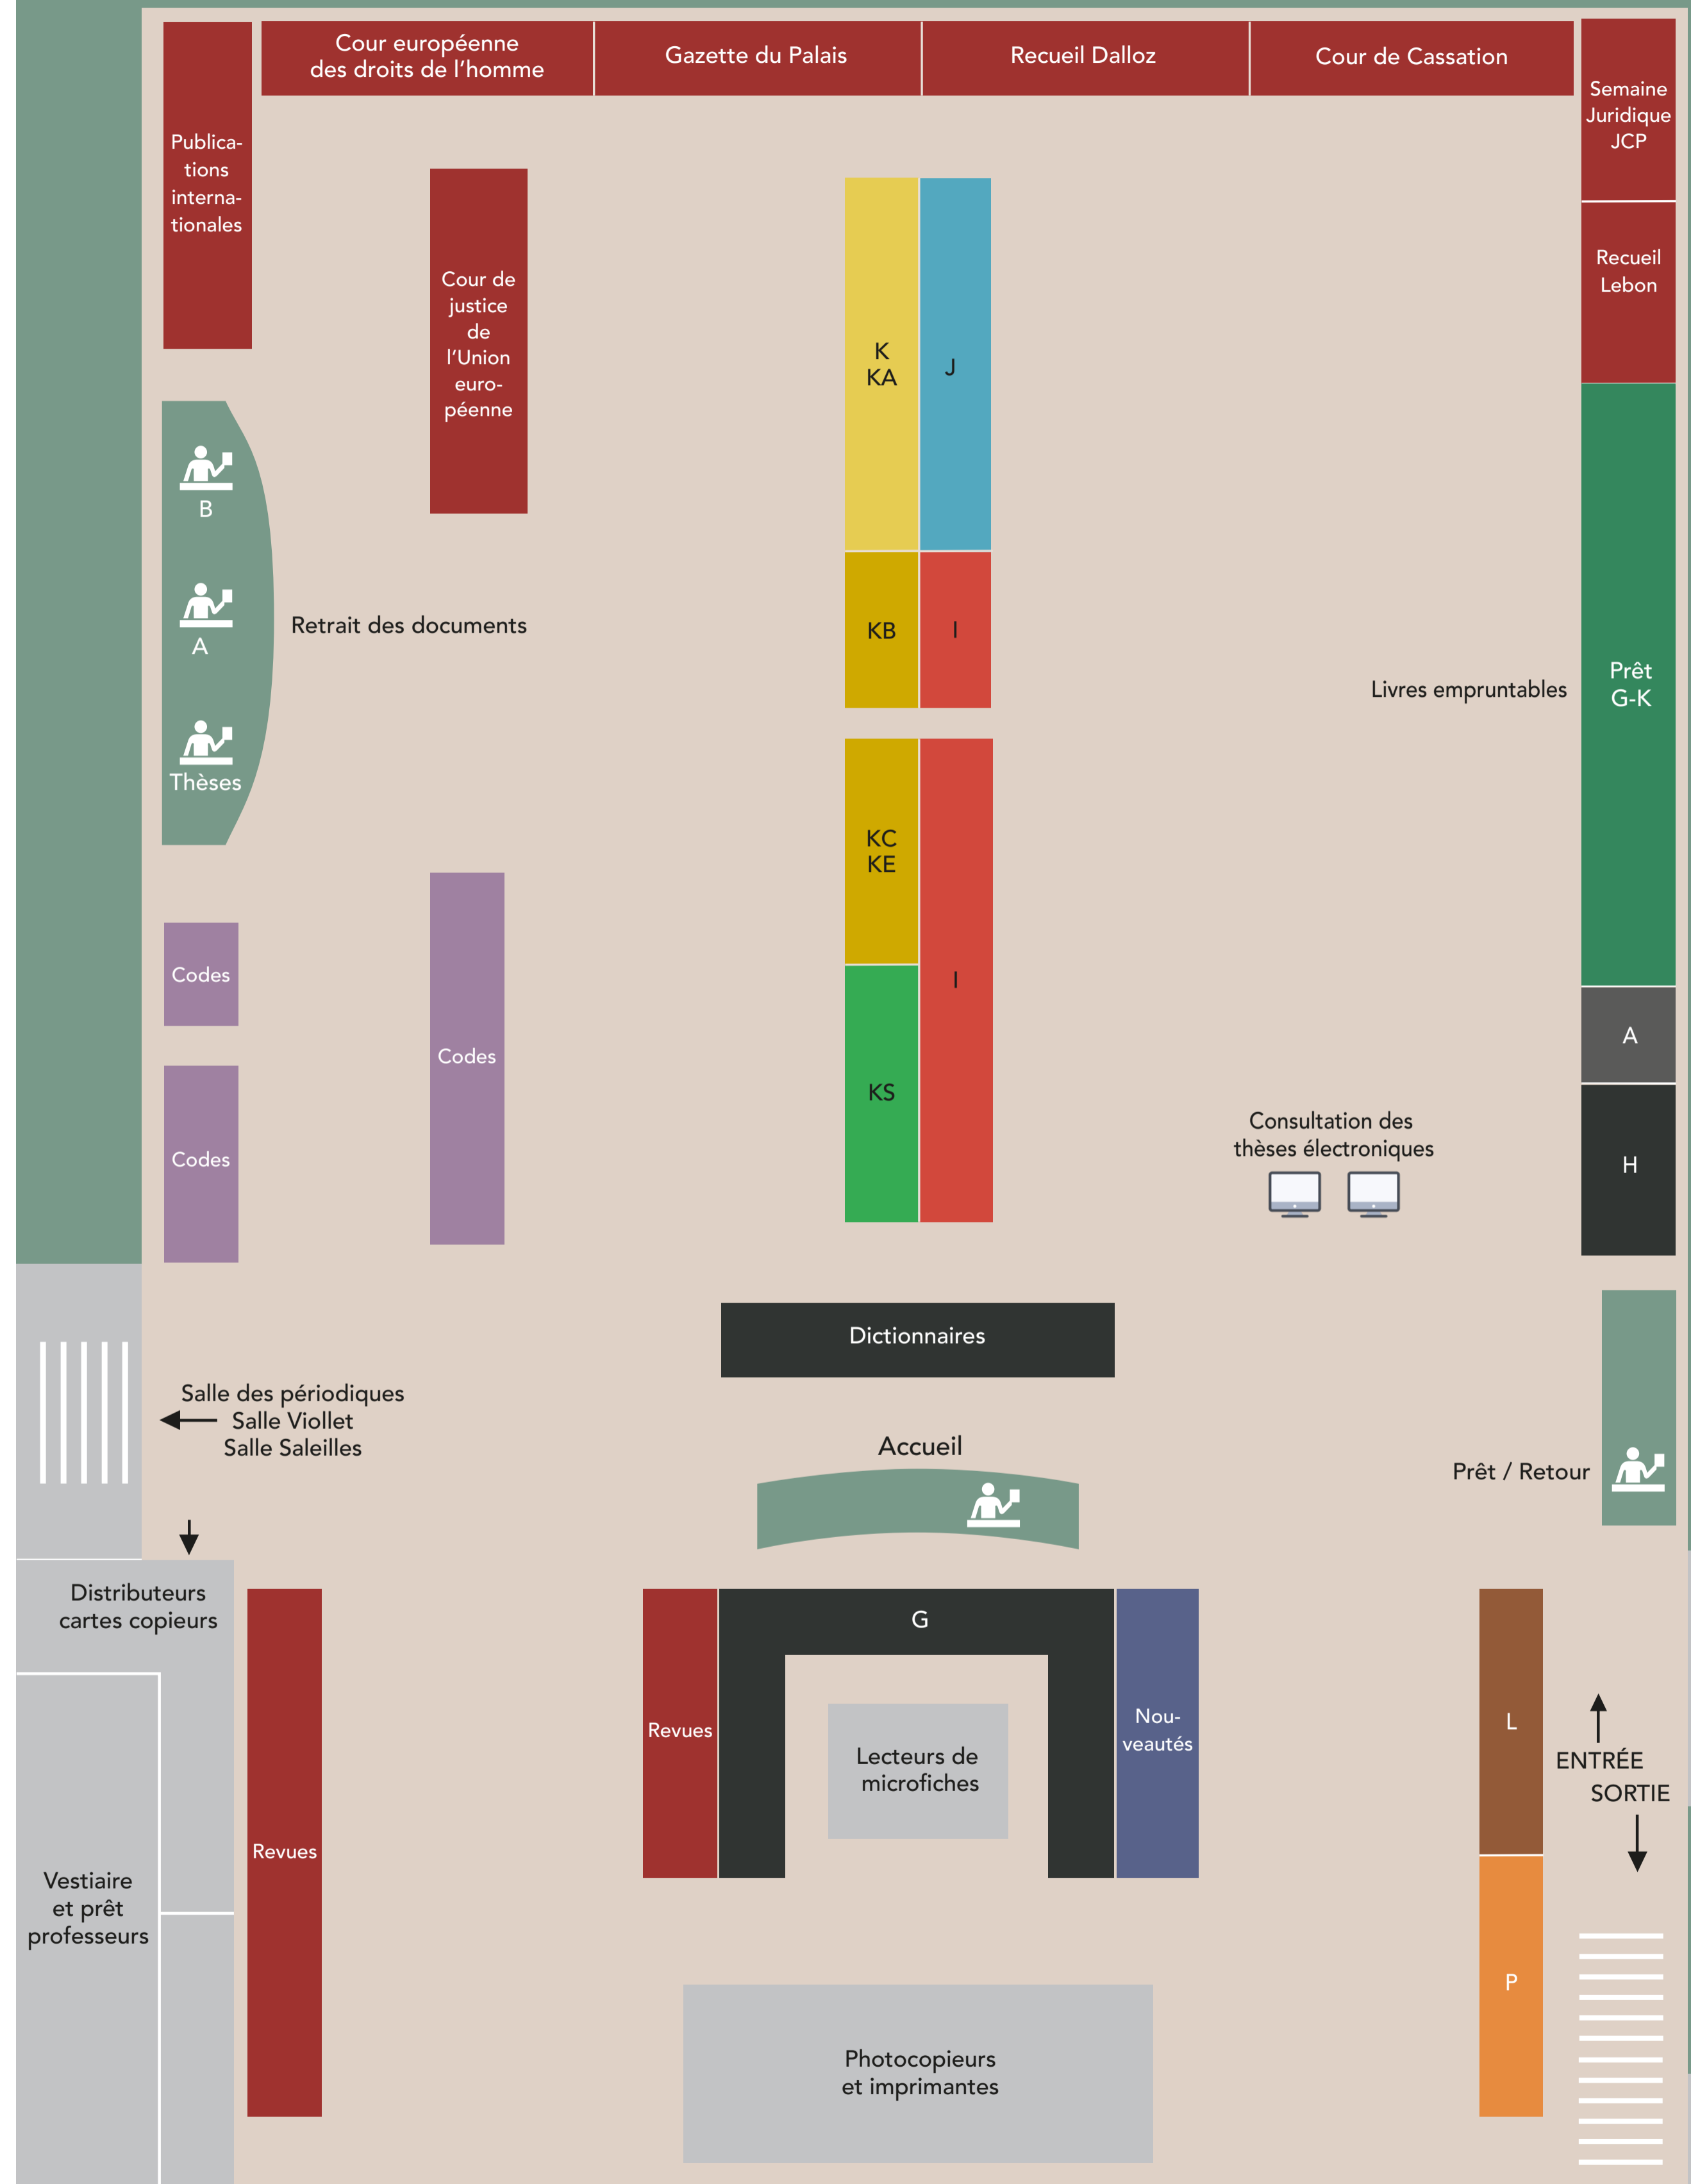 Cour européenne
des droits de l'homme
Gazette du Palais
Recueil Dalloz
Cour de Cassation
Semaine
Juridique
JCP
Publica-
tions
interna-
tionales
Recueil
Lebon
Cour de
justice
de
l'Union
euro-
péenne
K
KA
J
B
A
Thèses
Retrait des documents
KB
I
Livres empruntables
Prêt
G-K
KC
KE
I
KS
Codes
Codes
Codes
A
H
Consultation des
thèses électroniques
Dictionnaires
Salle des périodiques
Salle Viollet
Salle Saleilles
Accueil
Prêt / Retour
Distributeurs
cartes copieurs
Revues
Revues
G
Nou-
veautés
Lecteurs de
microfiches
L
ENTRÉE
SORTIE
Vestiaire
et prêt
professeurs
P
Photocopieurs
et imprimantes